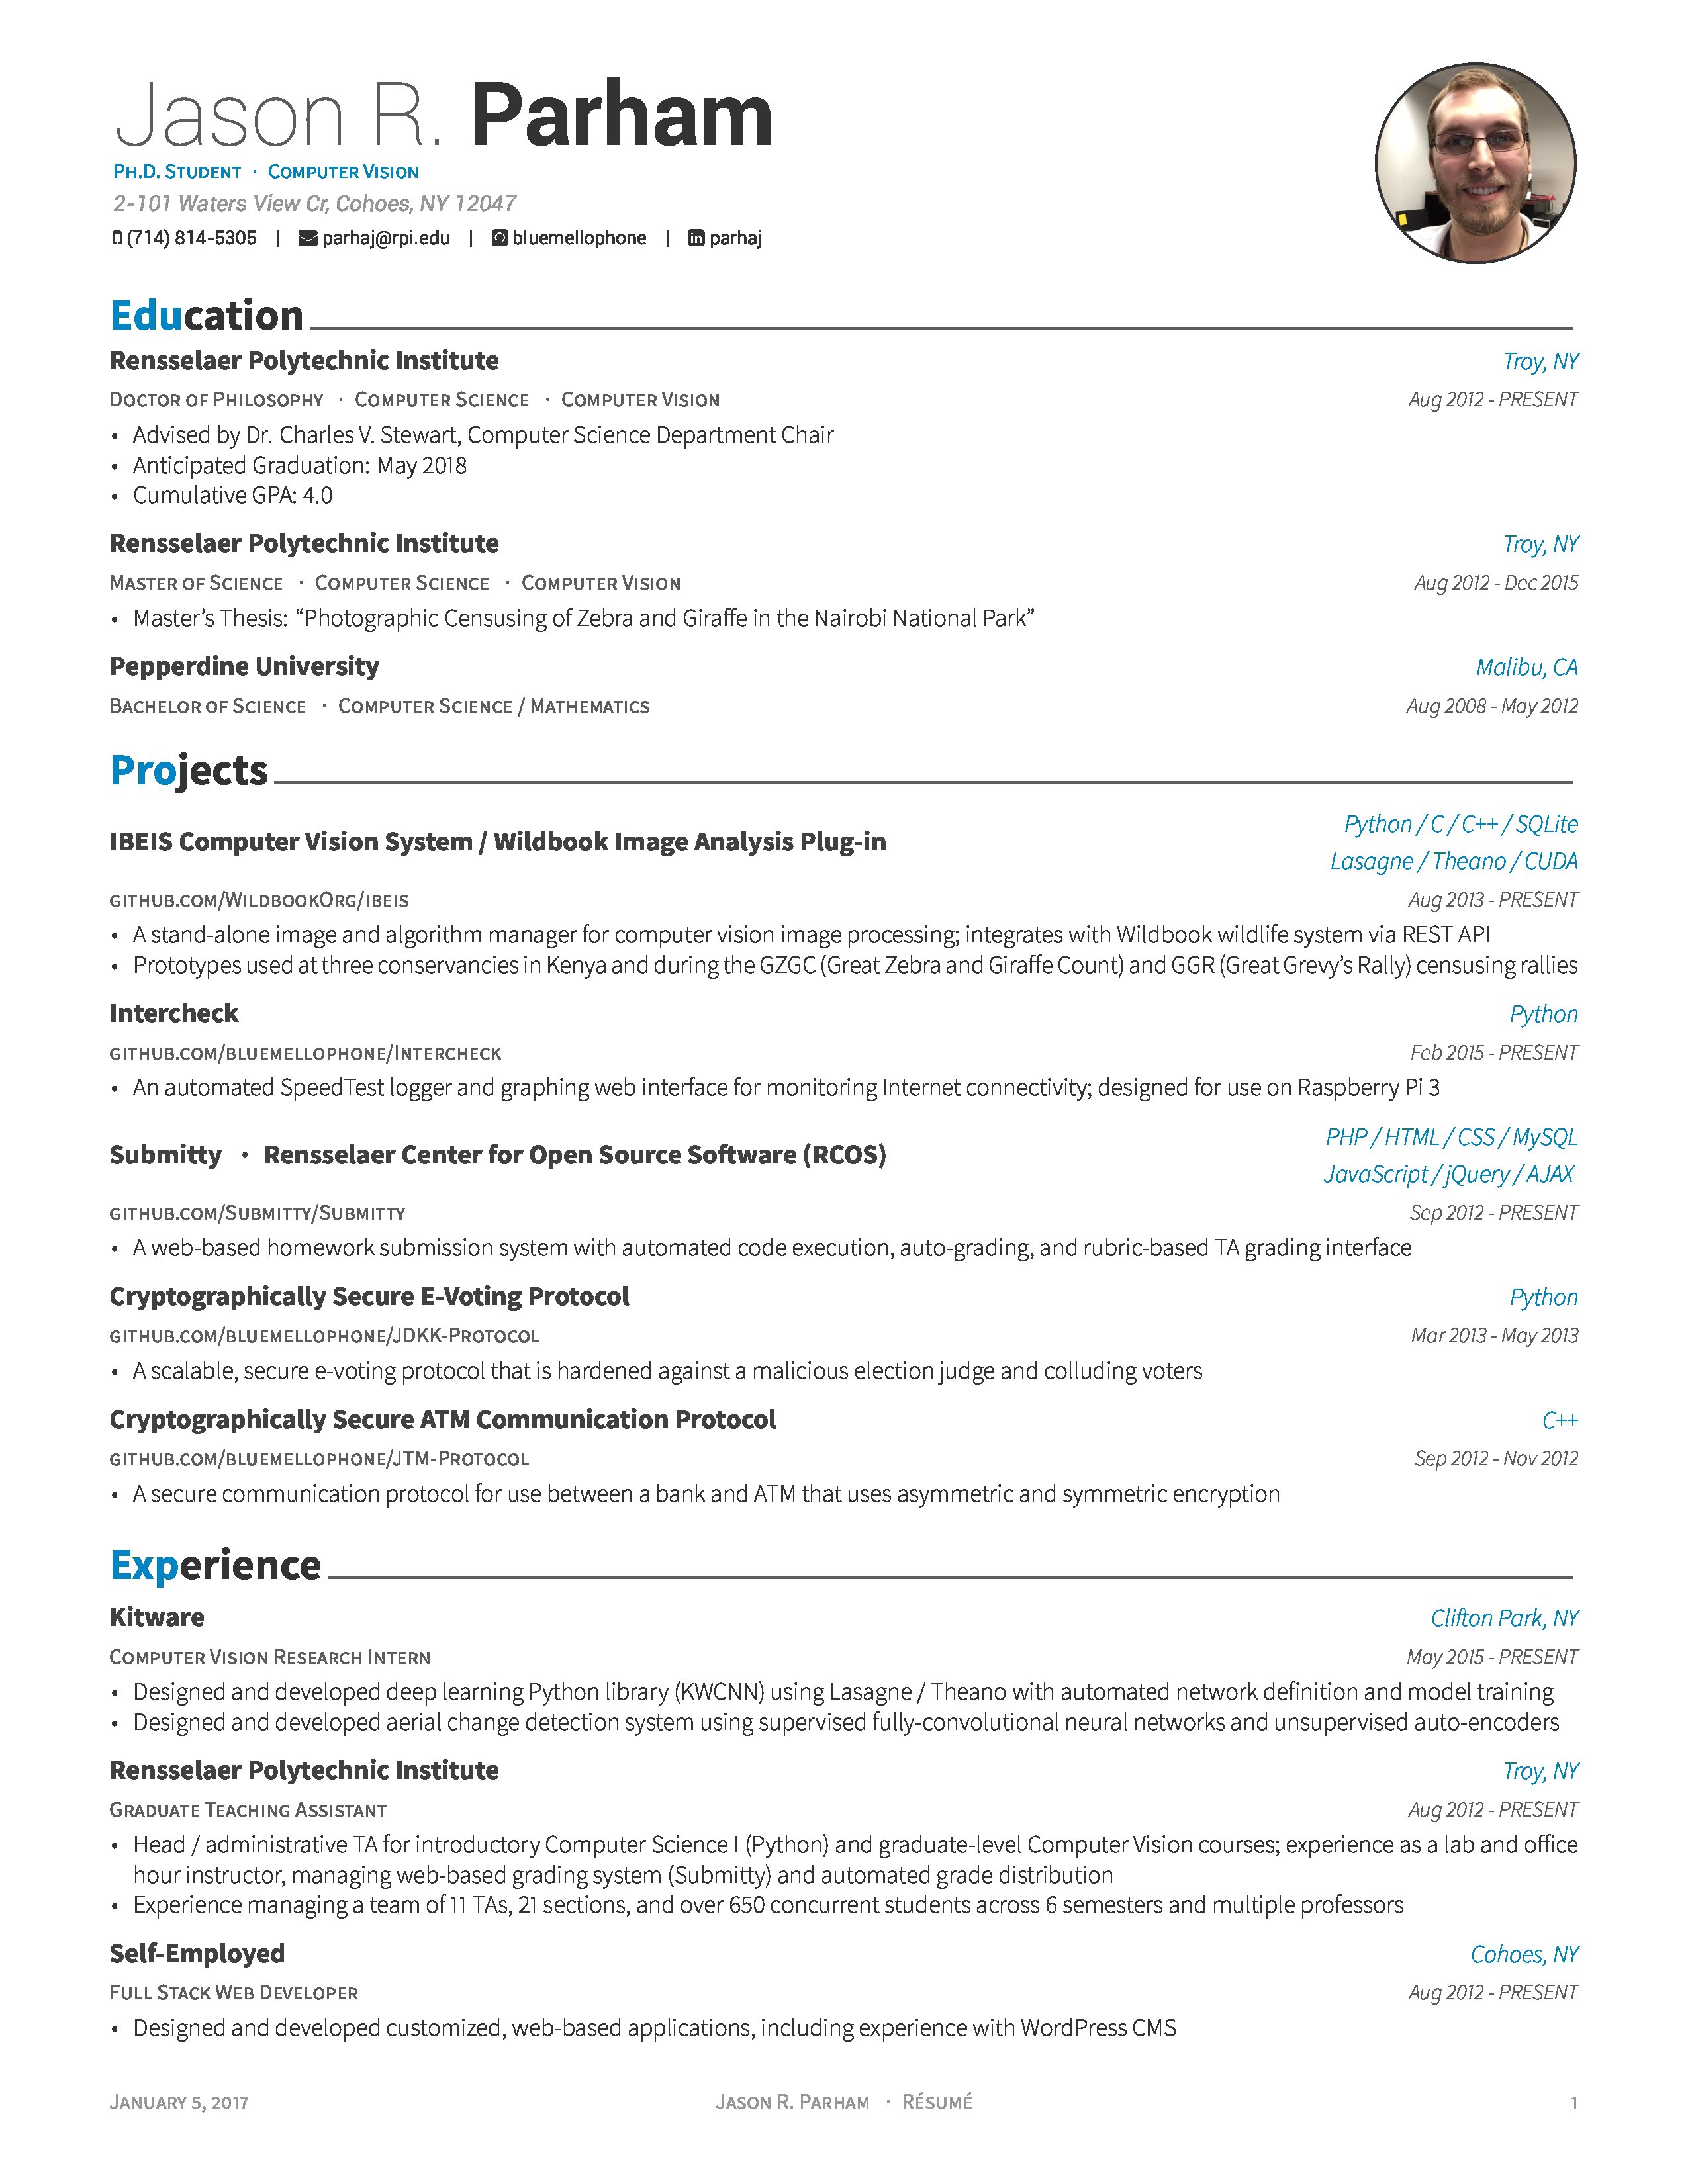 Jason R. Parham
Ph.D. Student · Computer Vision
2-101 Waters View Cr, Cohoes, NY 12047
(714) 814-5305 | parhaj@rpi.edu | bluemellophone | in parhaj
Education
Rensselaer Polytechnic Institute Troy, NY
Doctor of Philosophy · Computer Science · Computer Vision Aug 2012 - PRESENT
• Advised by Dr. Charles V. Stewart, Computer Science Department Chair
• Anticipated Graduation: May 2018
• Cumulative GPA: 4.0
Rensselaer Polytechnic Institute Troy, NY
Master of Science · Computer Science · Computer Vision Aug 2012 - Dec 2015
• Master's Thesis: “Photographic Censusing of Zebra and Giraffe in the Nairobi National Park”
Pepperdine University Malibu, CA
Bachelor of Science · Computer Science / Mathematics Aug 2008 - May 2012
Projects
IBEIS Computer Vision System / Wildbook Image Analysis Plug-in Python / C / C++ / SQLite
Lasagne / Theano / CUDA
github.com/WildbookOrg/ibeis Aug 2013 - PRESENT
• A stand-alone image and algorithm manager for computer vision image processing; integrates with Wildbook wildlife system via REST API
• Prototypes used at three conservancies in Kenya and during the GZGC (Great Zebra and Giraffe Count) and GGR (Great Grevy's Rally) censusing rallies
Intercheck Python
github.com/bluemellophone/Intercheck Feb 2015 - PRESENT
• An automated SpeedTest logger and graphing web interface for monitoring Internet connectivity; designed for use on Raspberry Pi 3
Submitty · Rensselaer Center for Open Source Software (RCOS) PHP / HTML / CSS / MySQL
JavaScript / jQuery / AJAX
github.com/Submitty/Submitty Sep 2012 - PRESENT
• A web-based homework submission system with automated code execution, auto-grading, and rubric-based TA grading interface
Cryptographically Secure E-Voting Protocol Python
github.com/bluemellophone/JDKK-Protocol Mar 2013 - May 2013
• A scalable, secure e-voting protocol that is hardened against a malicious election judge and colluding voters
Cryptographically Secure ATM Communication Protocol C++
github.com/bluemellophone/JTM-Protocol Sep 2012 - Nov 2012
• A secure communication protocol for use between a bank and ATM that uses asymmetric and symmetric encryption
Experience
Kitware Clifton Park, NY
Computer Vision Research Intern May 2015 - PRESENT
• Designed and developed deep learning Python library (KWCNN) using Lasagne / Theano with automated network definition and model training
• Designed and developed aerial change detection system using supervised fully-convolutional neural networks and unsupervised auto-encoders
Rensselaer Polytechnic Institute Troy, NY
Graduate Teaching Assistant Aug 2012 - PRESENT
• Head / administrative TA for introductory Computer Science I (Python) and graduate-level Computer Vision courses; experience as a lab and office
hour instructor, managing web-based grading system (Submitty) and automated grade distribution
• Experience managing a team of 11 TAs, 21 sections, and over 650 concurrent students across 6 semesters and multiple professors
Self-Employed Cohoes, NY
Full Stack Web Developer Aug 2012 - PRESENT
• Designed and developed customized, web-based applications, including experience with WordPress CMS
January 5, 2017 Jason R. Parham · Résumé 1